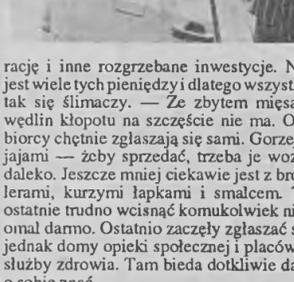 rację i inne rozgrzebane inwestycje. N
jest wiele tych pieniędzy i dlatego wszyst
tak się ślimaczy. — Ze zbytem mięsa
wędlin kłopotu na szczęście nie ma. O
biorcy chętnie zgłaszają się sami. Gorze
jajami — żeby sprzedać, trzeba je woz
daleko. Jeszcze mniej ciekawie jest z bro
lerami, kurzymi łapkami i smalcem. T
ostatnie trudno wcisnąć komukolwiek ni
omal darmo. Ostatnio zaczęły zgłaszać s
jednak domy opieki społecznej i placów
służby zdrowia. Tam bieda dotkliwie da
o sobie znać